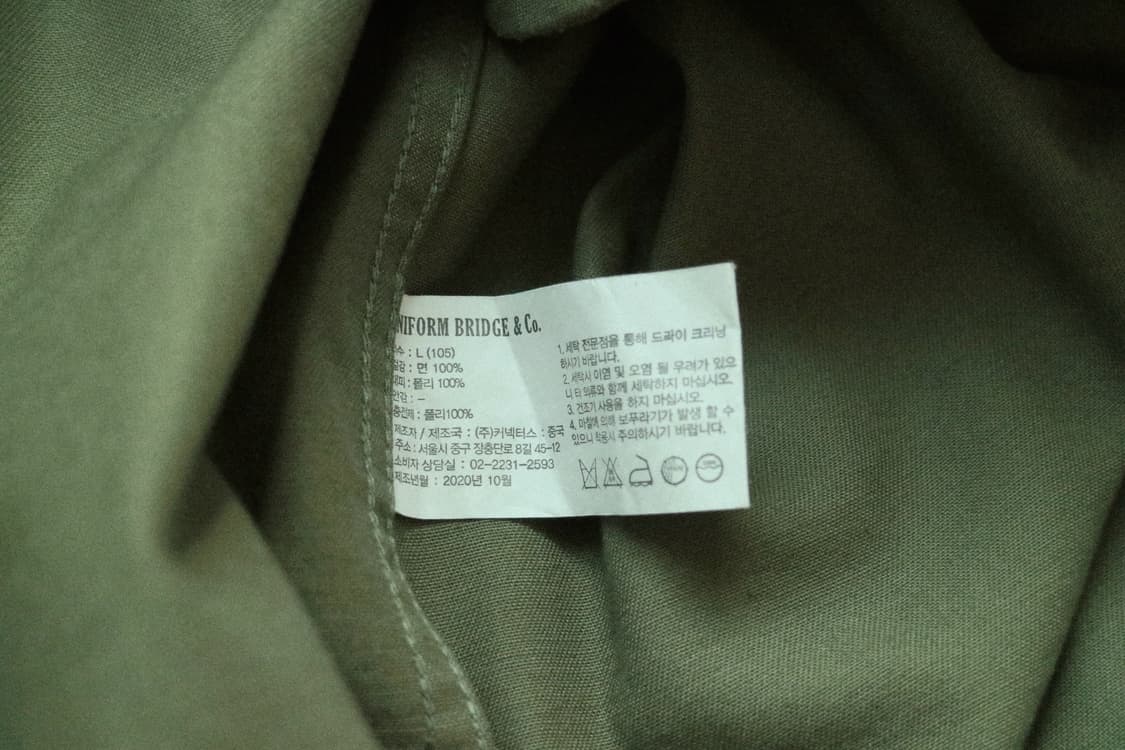 NIFORM BRIDGE & Co.
수 : L (105)
겉감 : 면 100%
대피 : 폴리 100%
안감 : –
충전제 : 폴리100%
제조자 / 제조국 : (주)커넥터스 : 중국
주소 : 서울시 중구 장충단로 8길 45-12
소비자 상담실 : 02-2231-2593
제조년월 : 2020년 10월
1. 세탁 전문점을 통해 드라이 크리닝
하시기 바랍니다.
2. 세탁시 이염 및 오염 될 우려가 있으
니 타 의류와 함께 세탁하지 마십시오.
3. 건조기 사용을 하지 마십시오.
4. 마찰에 의해 보푸라기가 발생 할 수
있으니 착용시 주의하시기 바랍니다.